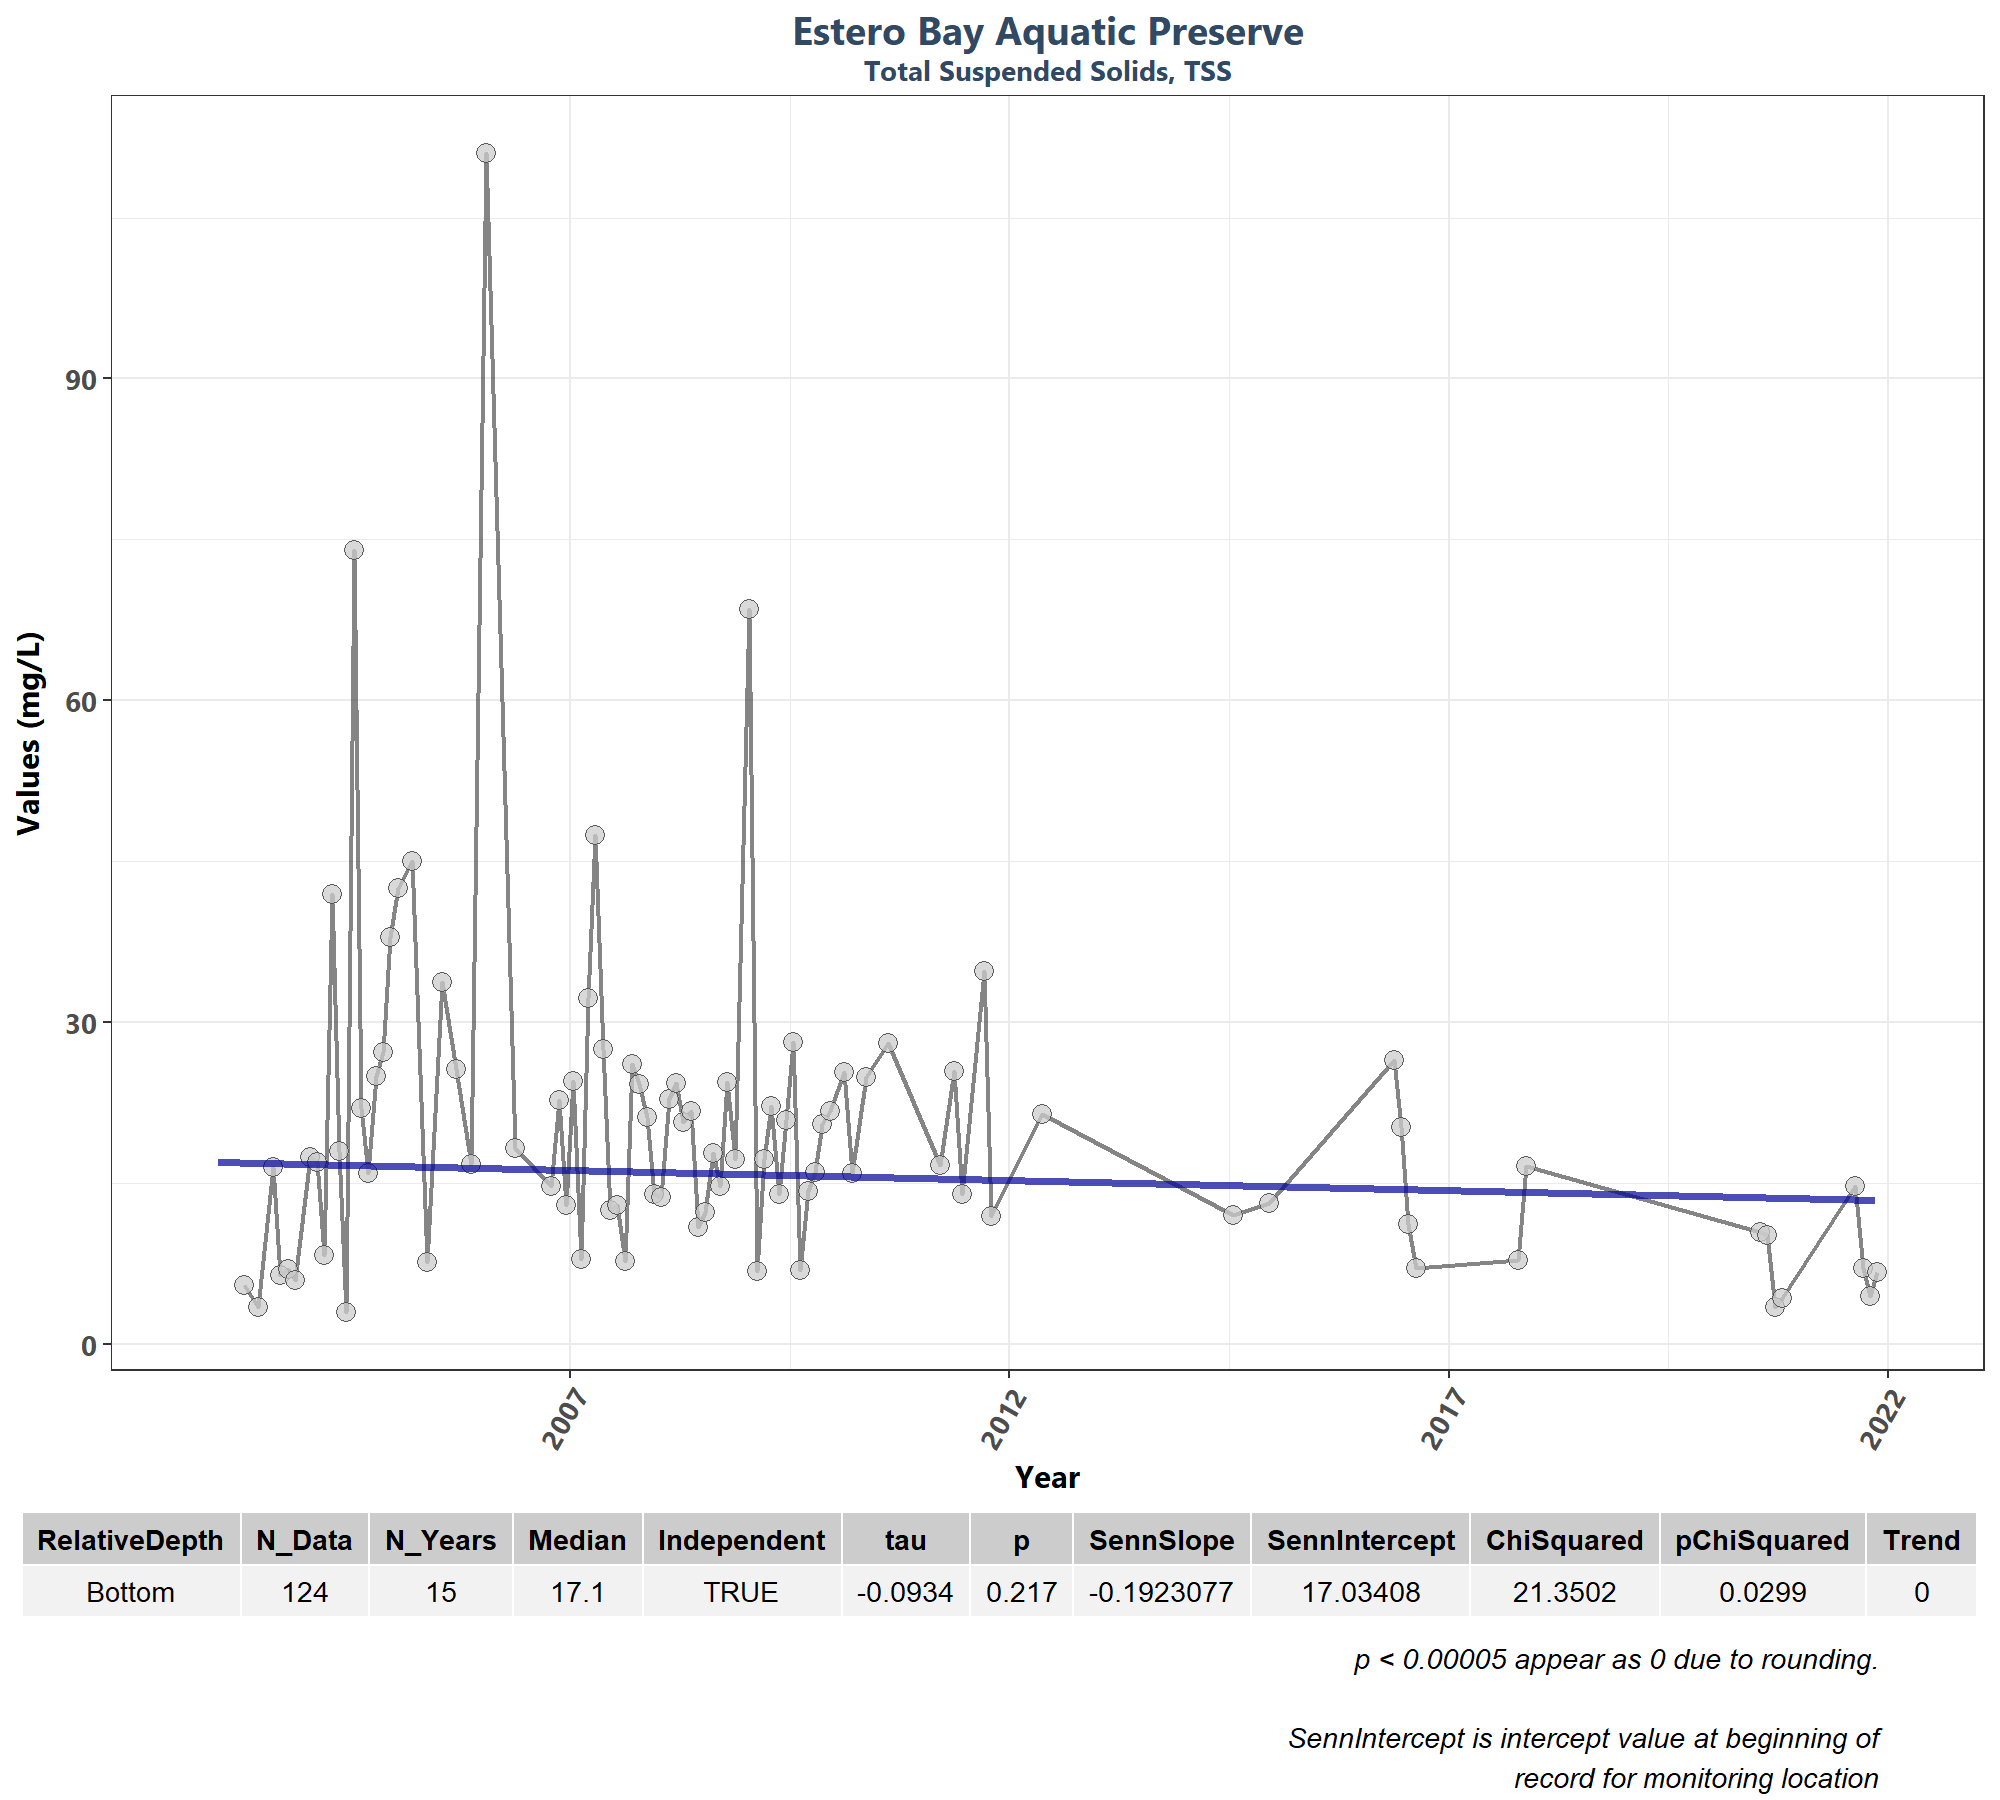 Estero Bay Aquatic Preserve
Total Suspended Solids, TSS
Values (mg/L)
90
60
30
0
2007 2012 2017 2022
Year
RelativeDepth N_Data N_Years Median Independent tau p SennSlope SennIntercept ChiSquared pChiSquared Trend
Bottom 124 15 17.1 TRUE -0.0934 0.217 -0.1923077 17.03408 21.3502 0.0299 0
p < 0.00005 appear as 0 due to rounding.
SennIntercept is intercept value at beginning of
record for monitoring location